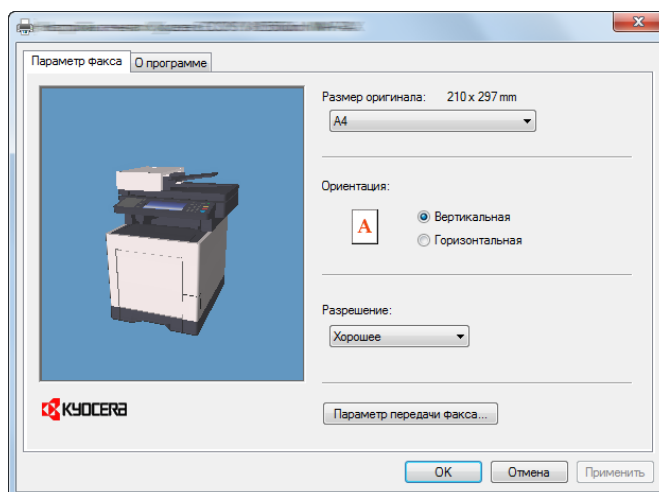 Параметр факса
О программе
Размер оригинала: 210 x 297 mm
A4
Ориентация:
A
Вертикальная
Горизонтальная
Разрешение:
Хорошее
KYOCERA
Параметр передачи факса...
OK
Отмена
Применить